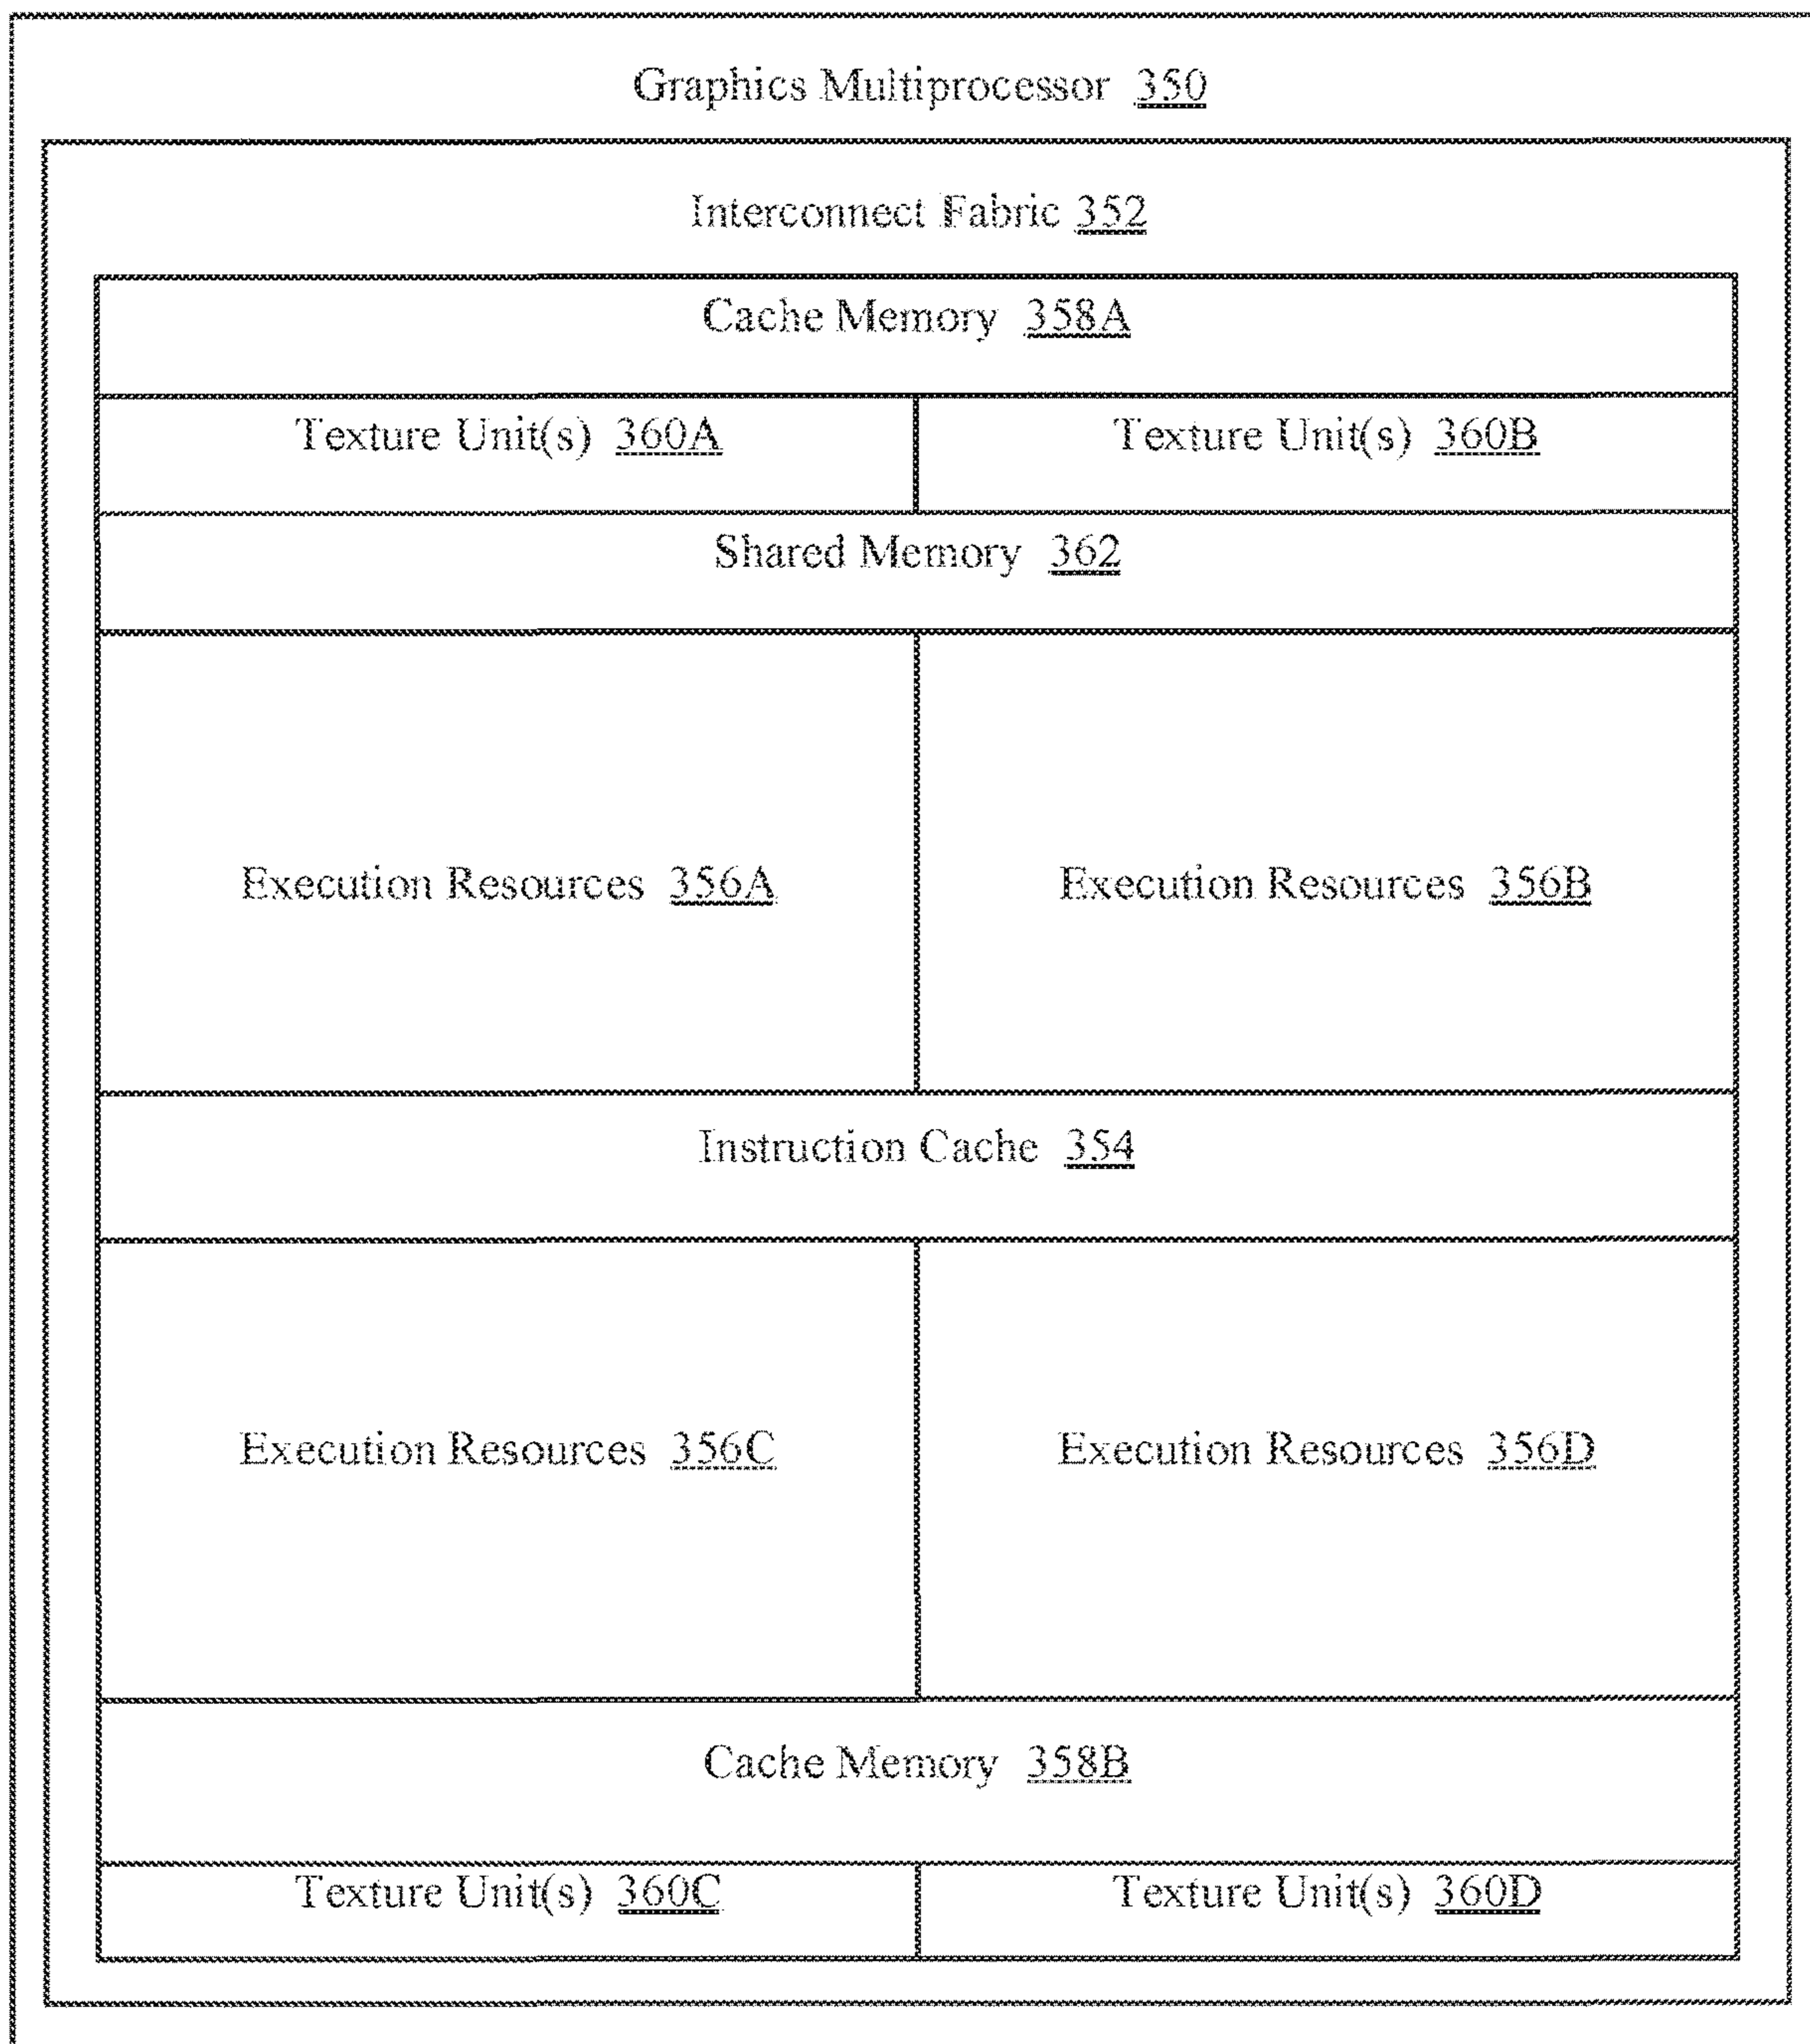 Graphics Multiprocessor 350
Interconnect Fabric 352
Cache Memory 358A
Texture Unit(s) 360A
Texture Unit(s) 360B
Shared Memory 362
Execution Resources 356A
Execution Resources 356B
Instruction Cache 354
Execution Resources 356C
Execution Resources 356D
Cache Memory 358B
Texture Unit(s) 360C
Texture Unit(s) 360D